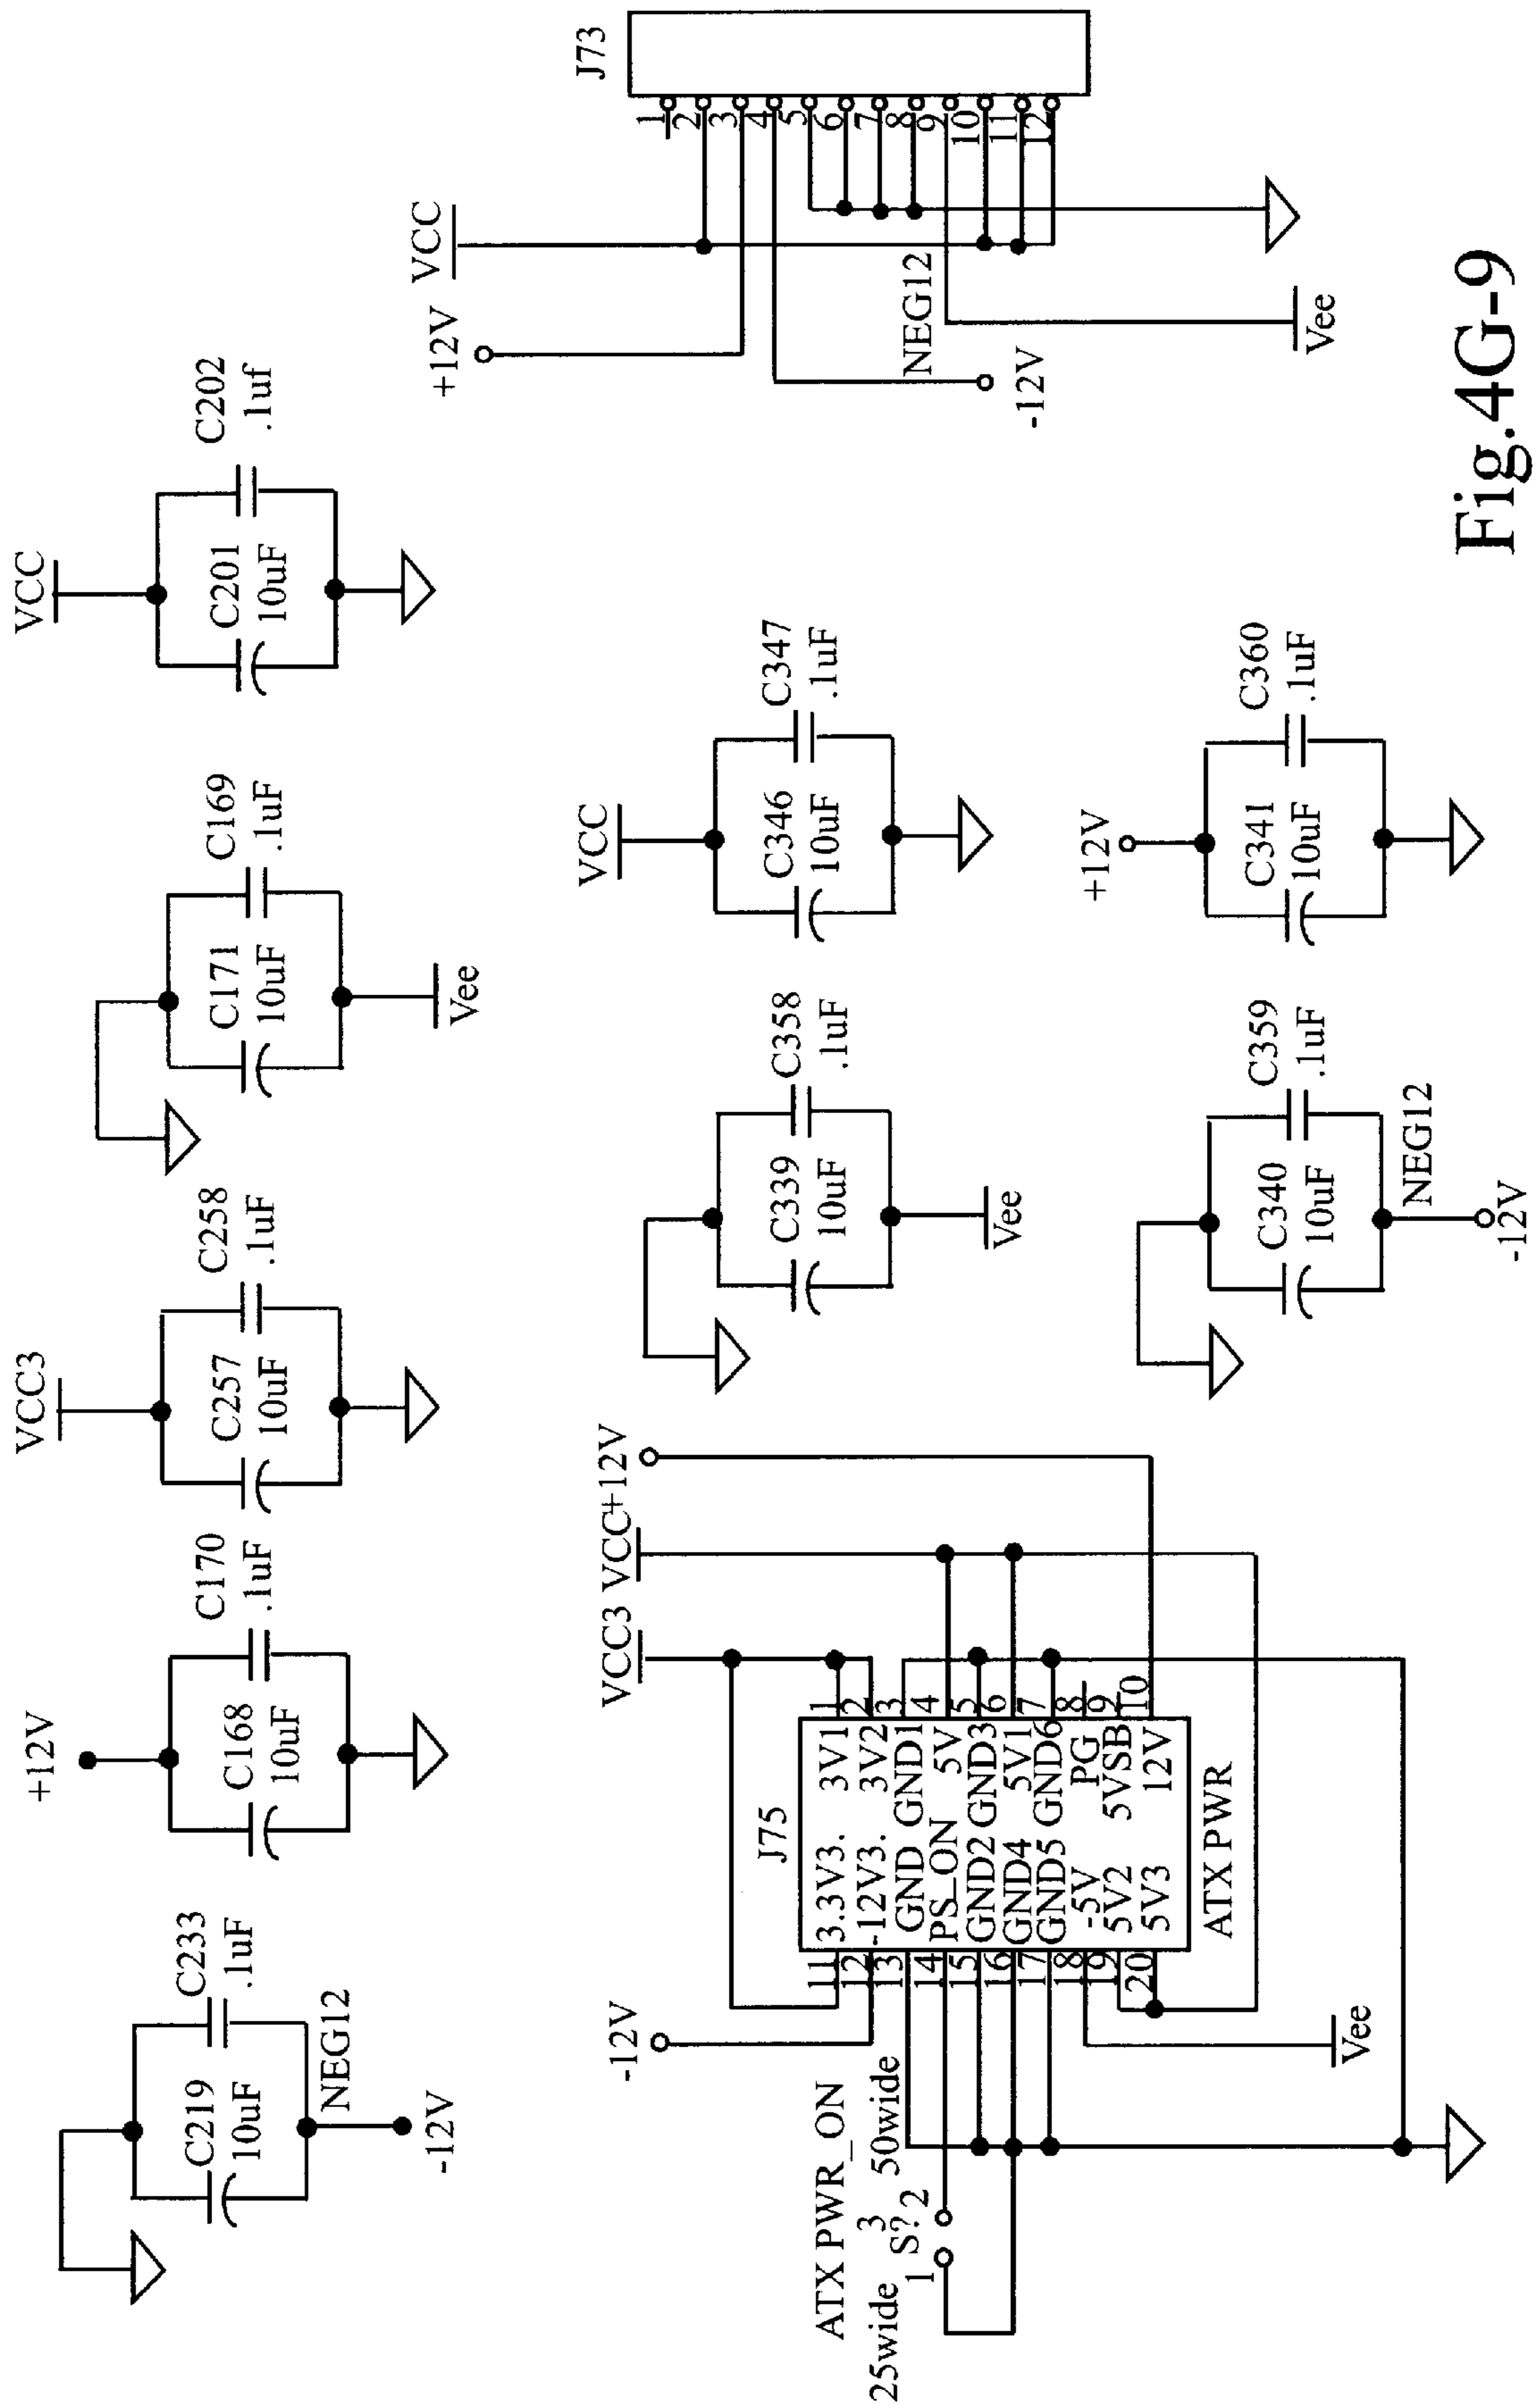 -12V
C219
10uF
C233
.1uF
NEG12
+12V
C168
10uF
C170
.1uF
VCC3
C257
10uF
C258
.1uF
C171
10uF
C169
.1uF
Vee
VCC
C201
10uF
C202
.1uf
ATX PWR_ON
25wide
3
50wide
1
S?
2
-12V
J75
VCC3
VCC
+12V
11
3.3V3.
3V1
1
12
-12V3.
3V2
2
13
GND
GND1
3
14
PS_ON
5V
4
15
GND2
GND3
5
16
GND4
5V1
6
17
GND5
GND6
7
18
-5V
PG
8
19
5V2
5VSB
9
20
5V3
12V
10
ATX PWR
Vee
C339
10uF
C358
.1uF
Vee
VCC
C346
10uF
C347
.1uF
C340
10uF
C359
.1uF
NEG12
-12V
+12V
C341
10uF
C360
.1uF
+12V
VCC
J73
1
2
3
4
5
6
7
8
9
10
11
12
NEG12
-12V
Vee
Fig.4G-9